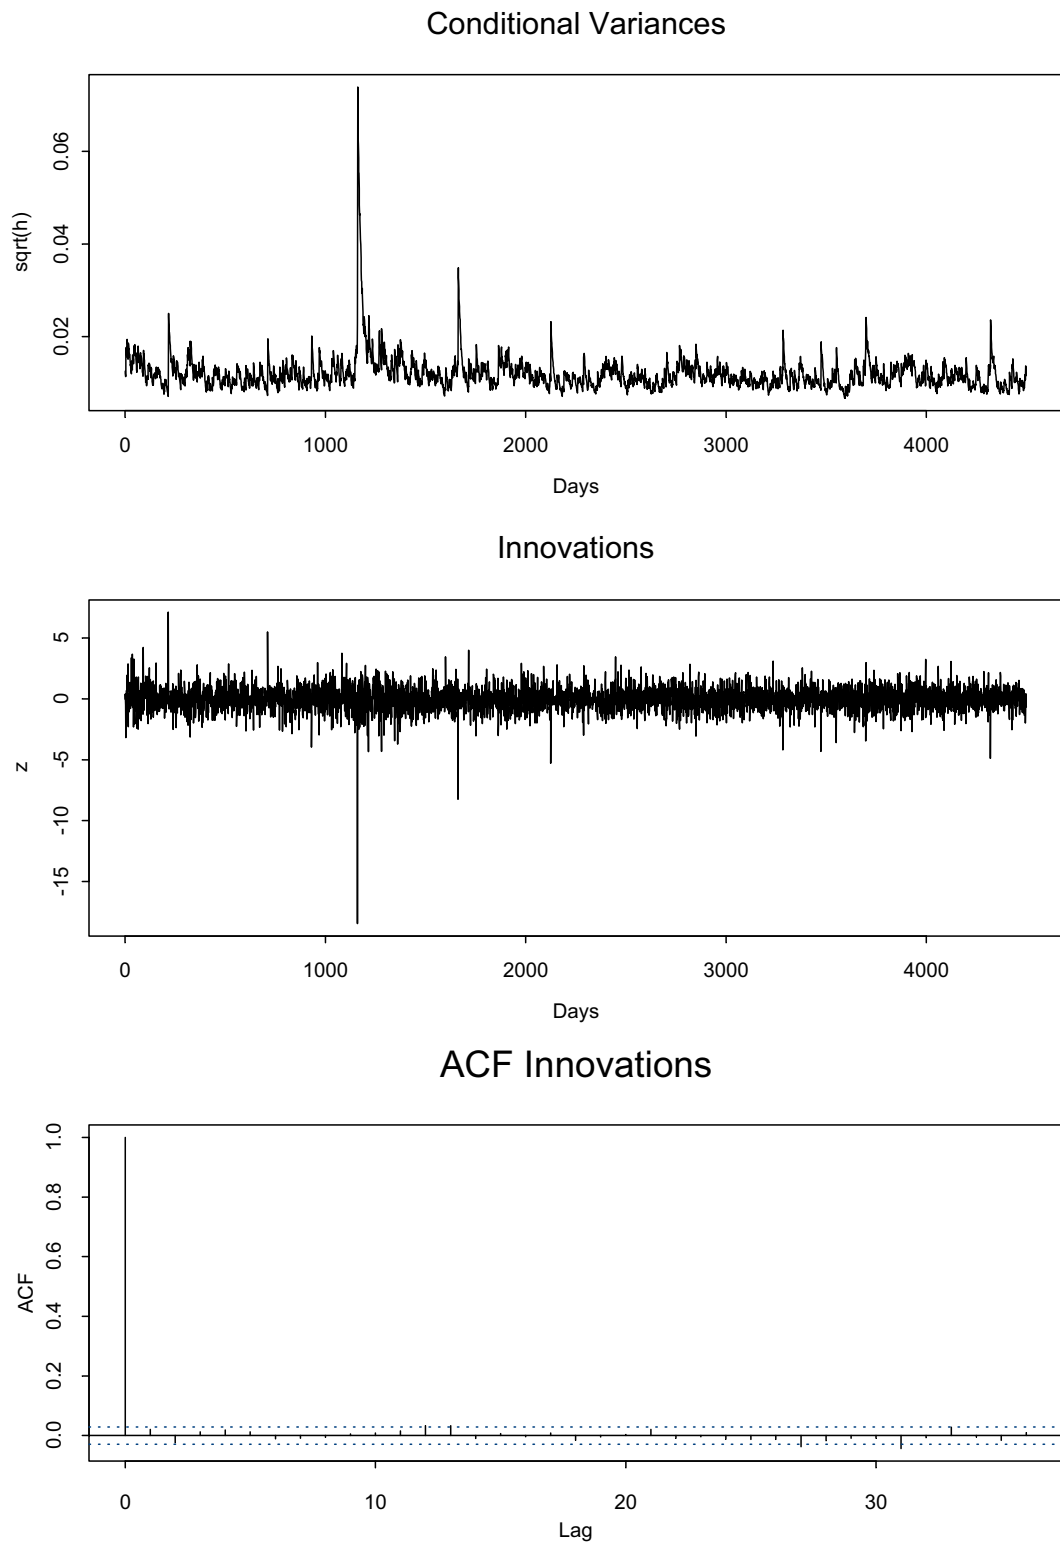 Conditional Variances
sqrt(h)
0.06
0.04
0.02
0 1000 2000 3000 4000
Days
Innovations
z
5
0
-5
-10
-15
0 1000 2000 3000 4000
Days
ACF Innovations
ACF
1.0
0.8
0.6
0.4
0.2
0.0
0 10 20 30
Lag